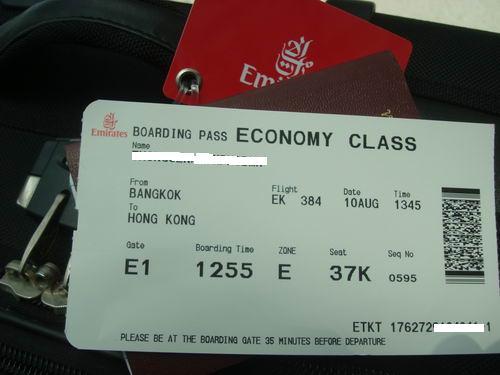 Emirates
BOARDING PASS ECONOMY CLASS
Name
From
BANGKOK
To
HONG KONG
Flight Date Time
EK 384 10AUG 1345
Gate Boarding Time ZONE Seat Seq No
E1 1255 E 37K 0595
ETKT
PLEASE BE AT THE BOARDING GATE 35 MINUTES BEFORE DEPARTURE